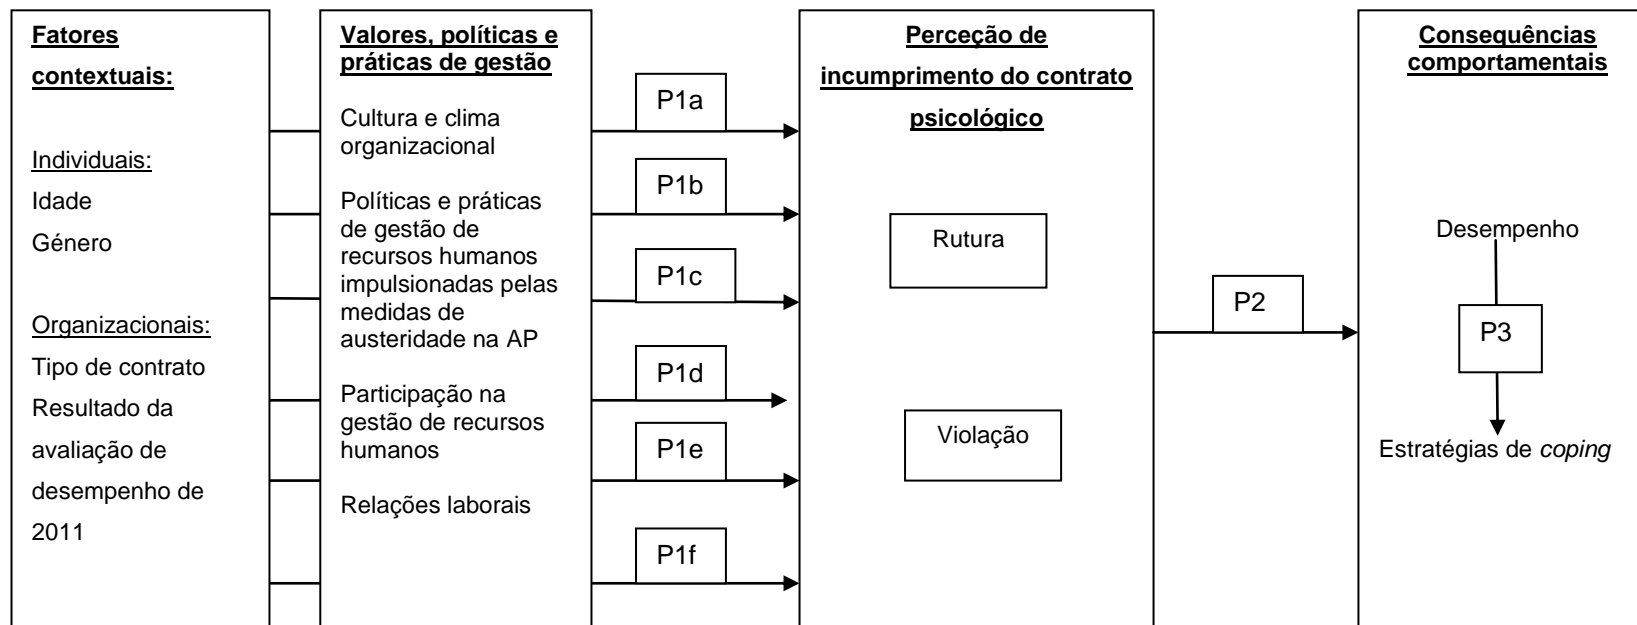 Fatores
contextuais:
Individuais:
Idade
Género
Organizacionais:
Tipo de contrato
Resultado da
avaliação de
desempenho de
2011
Valores, políticas e
práticas de gestão
Cultura e clima
organizacional
Políticas e práticas
de gestão de
recursos humanos
impulsionadas pelas
medidas de
austeridade na AP
Participação na
gestão de recursos
humanos
Relações laborais
P1a
P1b
P1c
P1d
P1e
P1f
Perceção de
incumprimento do contrato
psicológico
Rutura
Violação
P2
Consequências
comportamentais
Desempenho
P3
Estratégias de coping